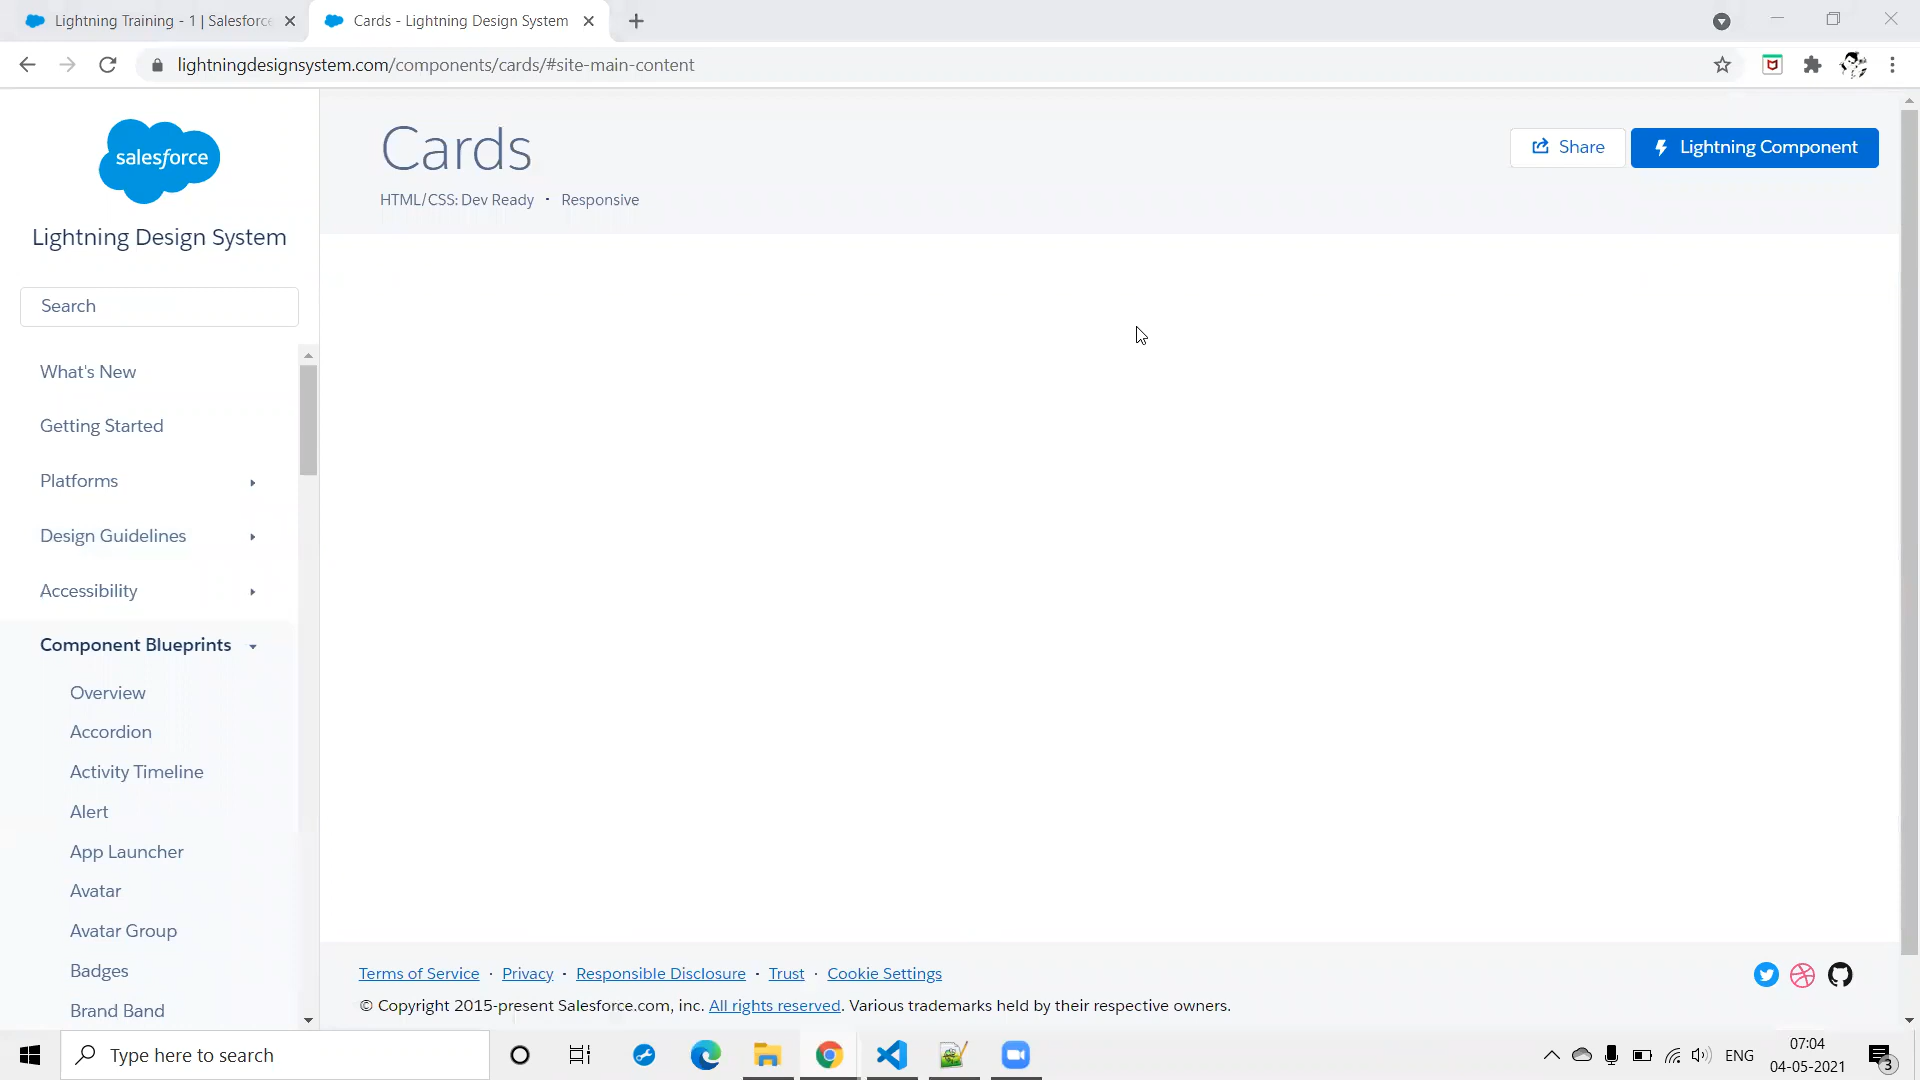 Lightning Training - 1 | Salesforce
Cards - Lightning Design System
lightningdesignsystem.com/components/cards/#site-main-content
salesforce
Lightning Design System
Search
What's New
Getting Started
Platforms
Design Guidelines
Accessibility
Component Blueprints
Overview
Accordion
Activity Timeline
Alert
App Launcher
Avatar
Avatar Group
Badges
Brand Band
Cards
HTML/CSS: Dev Ready · Responsive
Share
Lightning Component
Terms of Service · Privacy · Responsible Disclosure · Trust · Cookie Settings
© Copyright 2015-present Salesforce.com, inc. All rights reserved. Various trademarks held by their respective owners.
Type here to search
ENG
07:04
04-05-2021
3